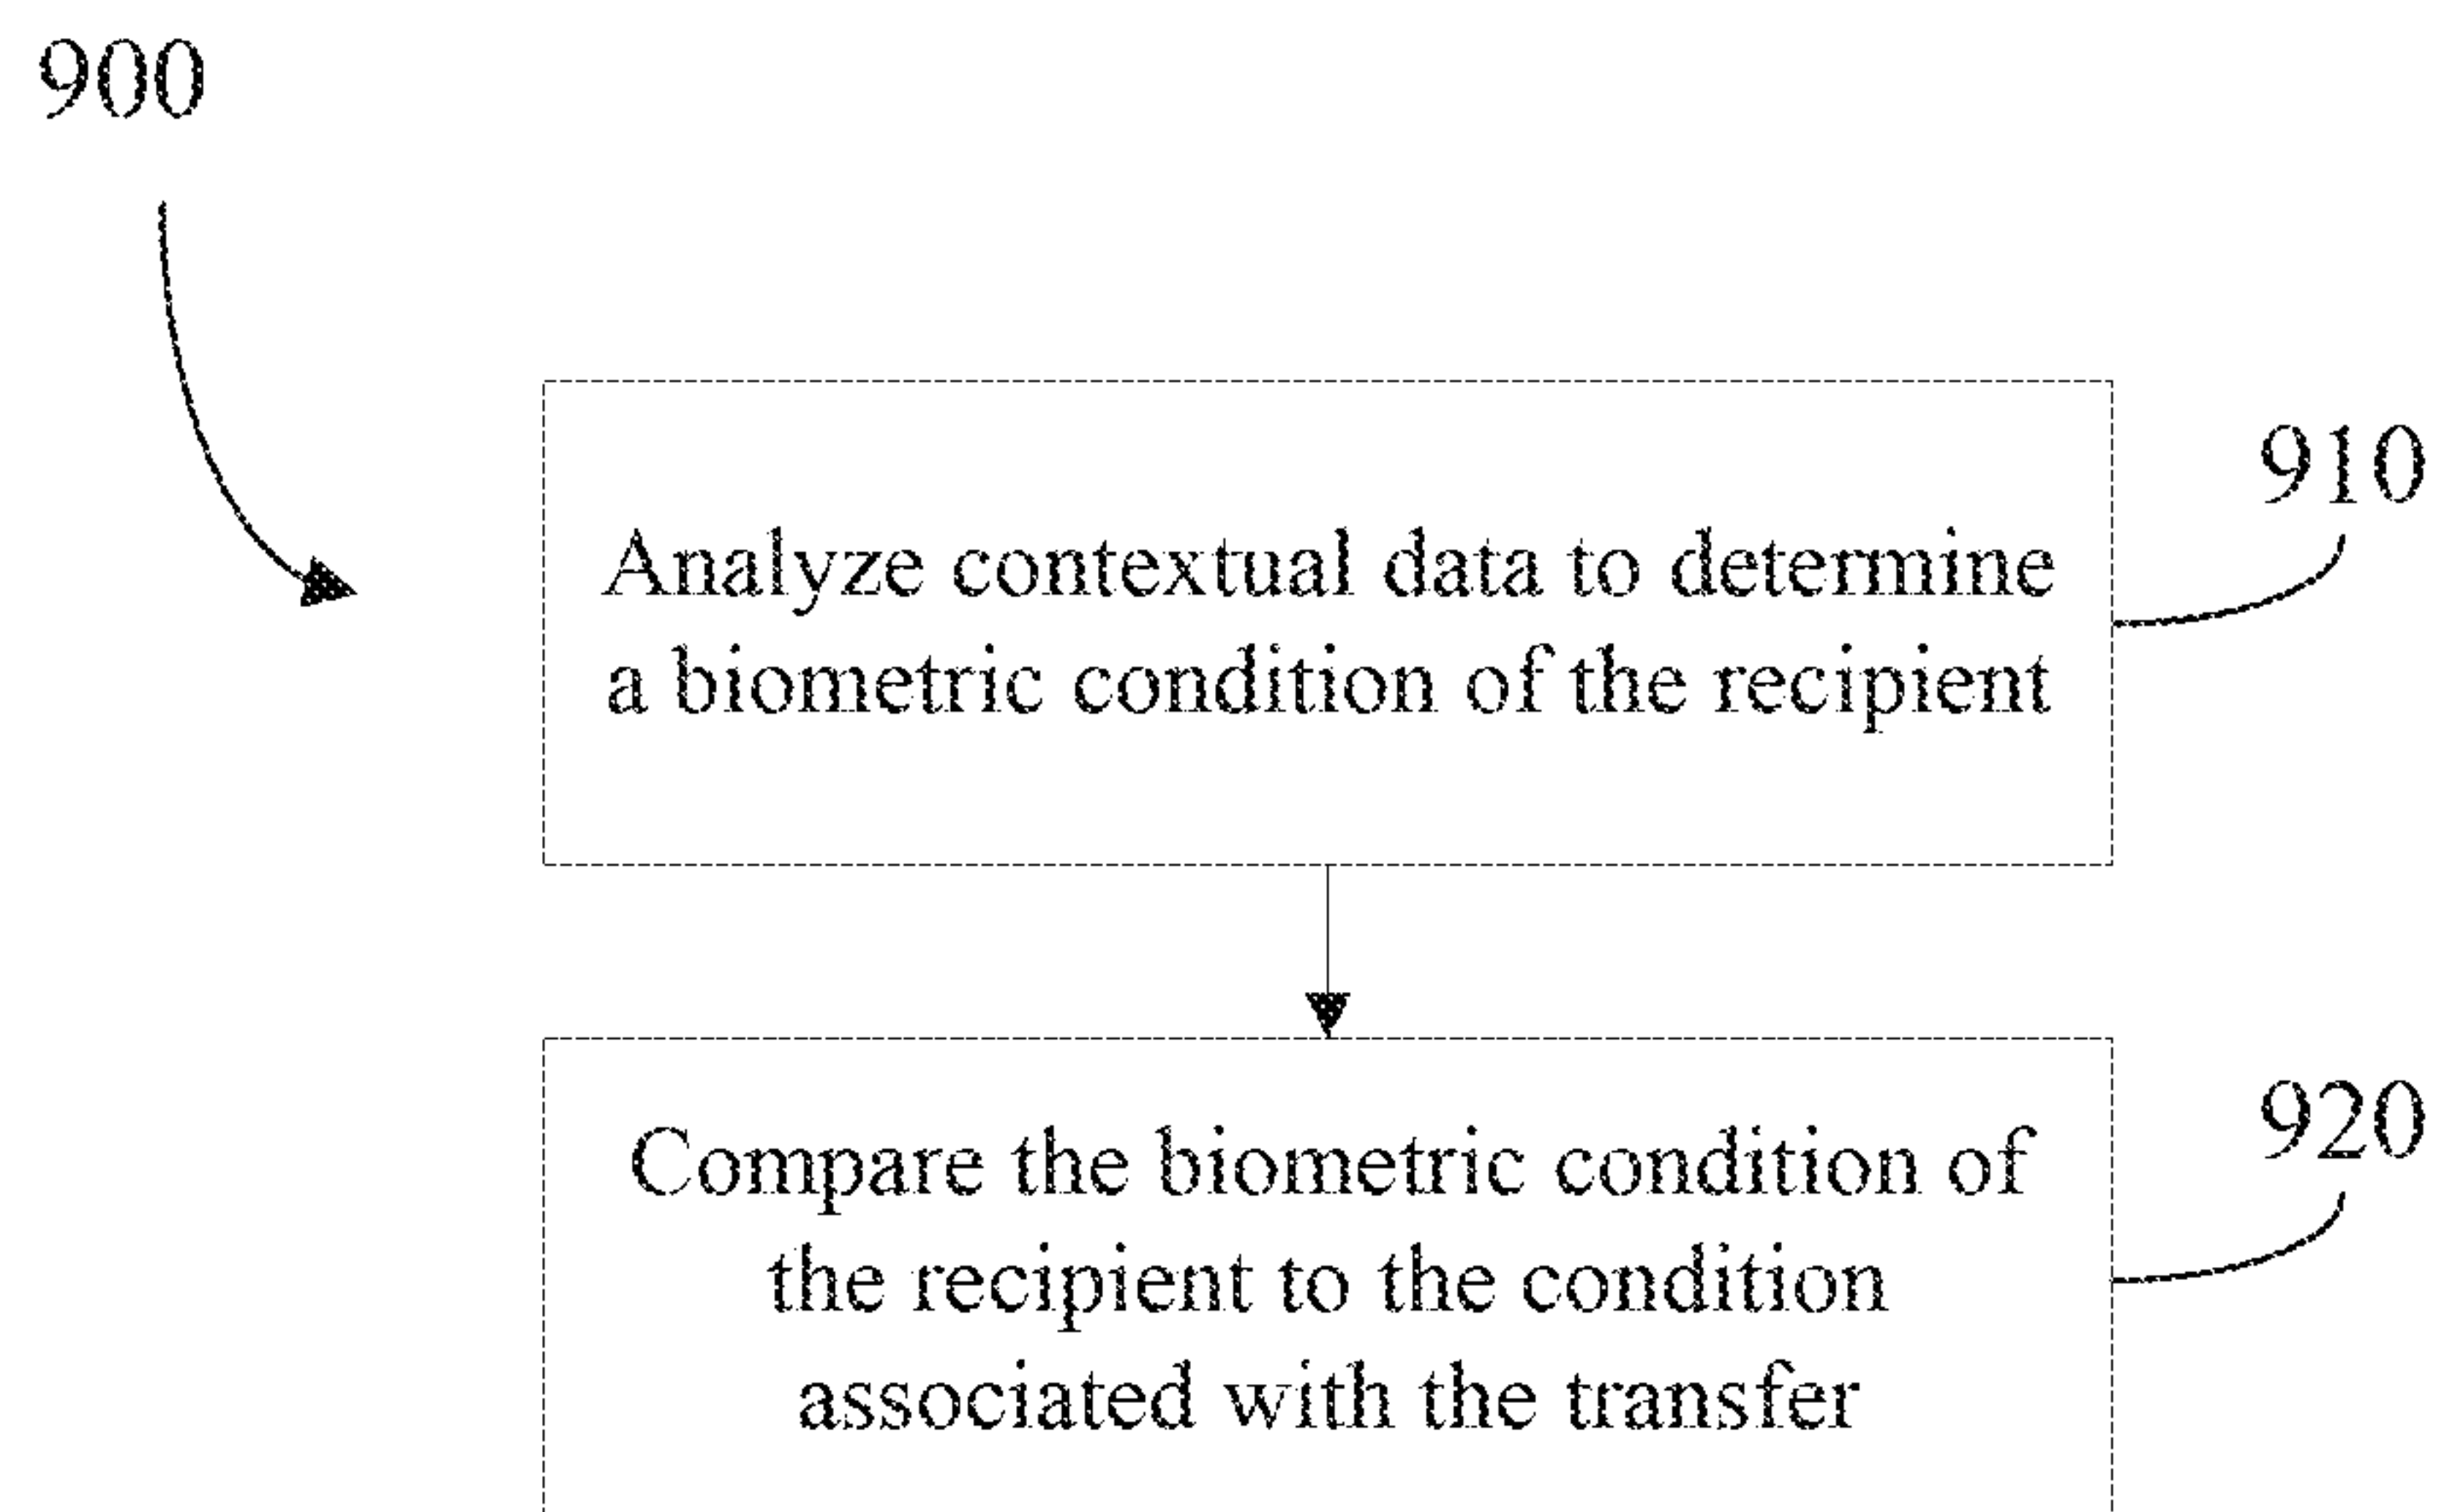 900
910
Analyze contextual data to determine
a biometric condition of the recipient
920
Compare the biometric condition of
the recipient to the condition
associated with the transfer